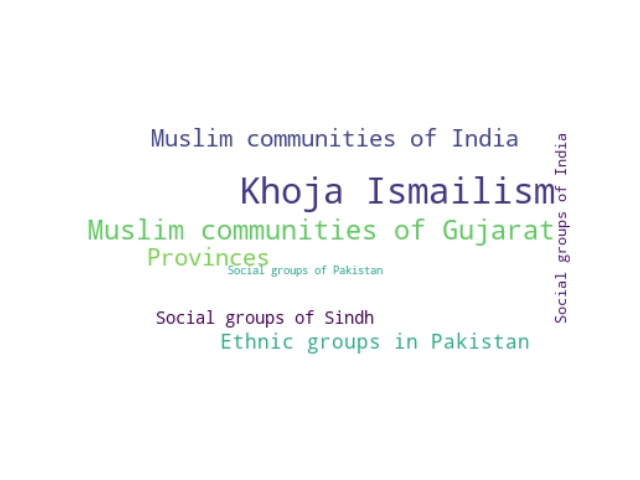 Muslim communities of India
Khoja Ismailism
Social groups of India
Muslim communities of Gujarat
Provinces
Social groups of Pakistan
Social groups of Sindh
Ethnic groups in Pakistan